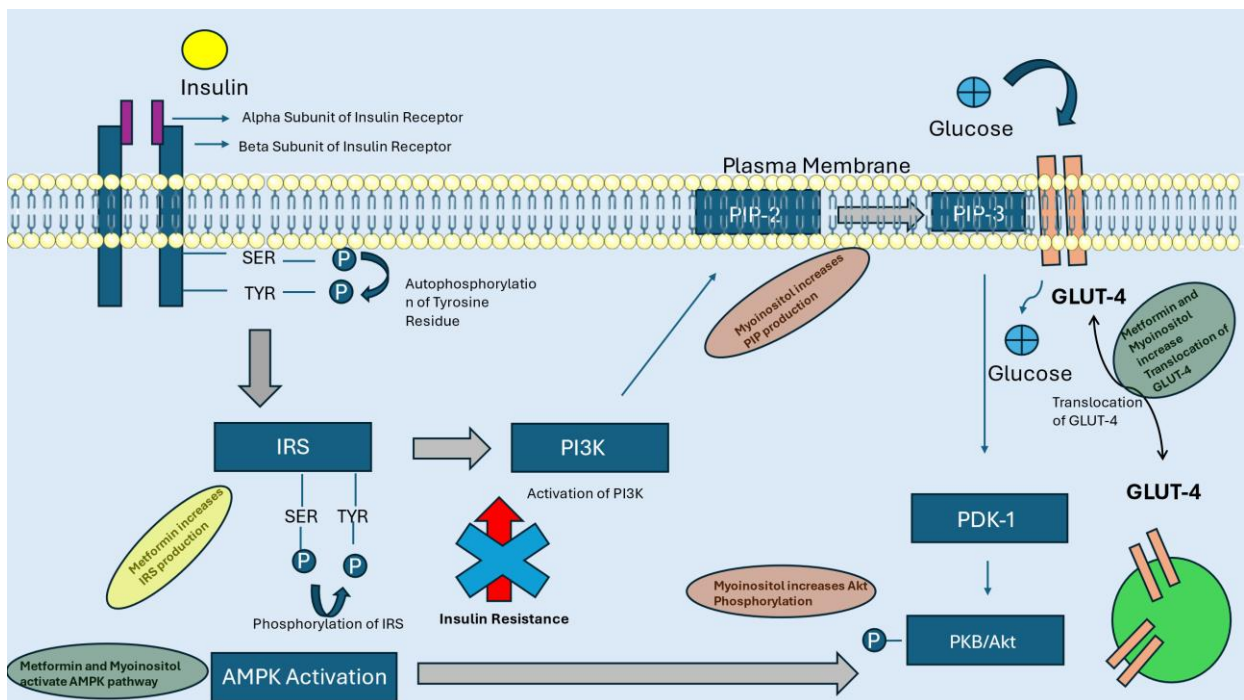 Insulin
Alpha Subunit of Insulin Receptor
Beta Subunit of Insulin Receptor
Glucose
Plasma Membrane
PIP-2
PIP-3
SER
P
TYR
P
Autophosphorylatio
n of Tyrosine
Residue
Myoinositol increases
PIP production
GLUT-4
Glucose
Metformin and
Myoinositol
increase
Translocation of
GLUT-4
Translocation
of GLUT-4
IRS
PI3K
Activation of PI3K
SER
TYR
P
P
Metformin increases
IRS production
Phosphorylation of IRS
Insulin Resistance
GLUT-4
PDK-1
Myoinositol increases Akt
Phosphorylation
P
PKB/Akt
Metformin and Myoinositol
activate AMPK pathway
AMPK Activation